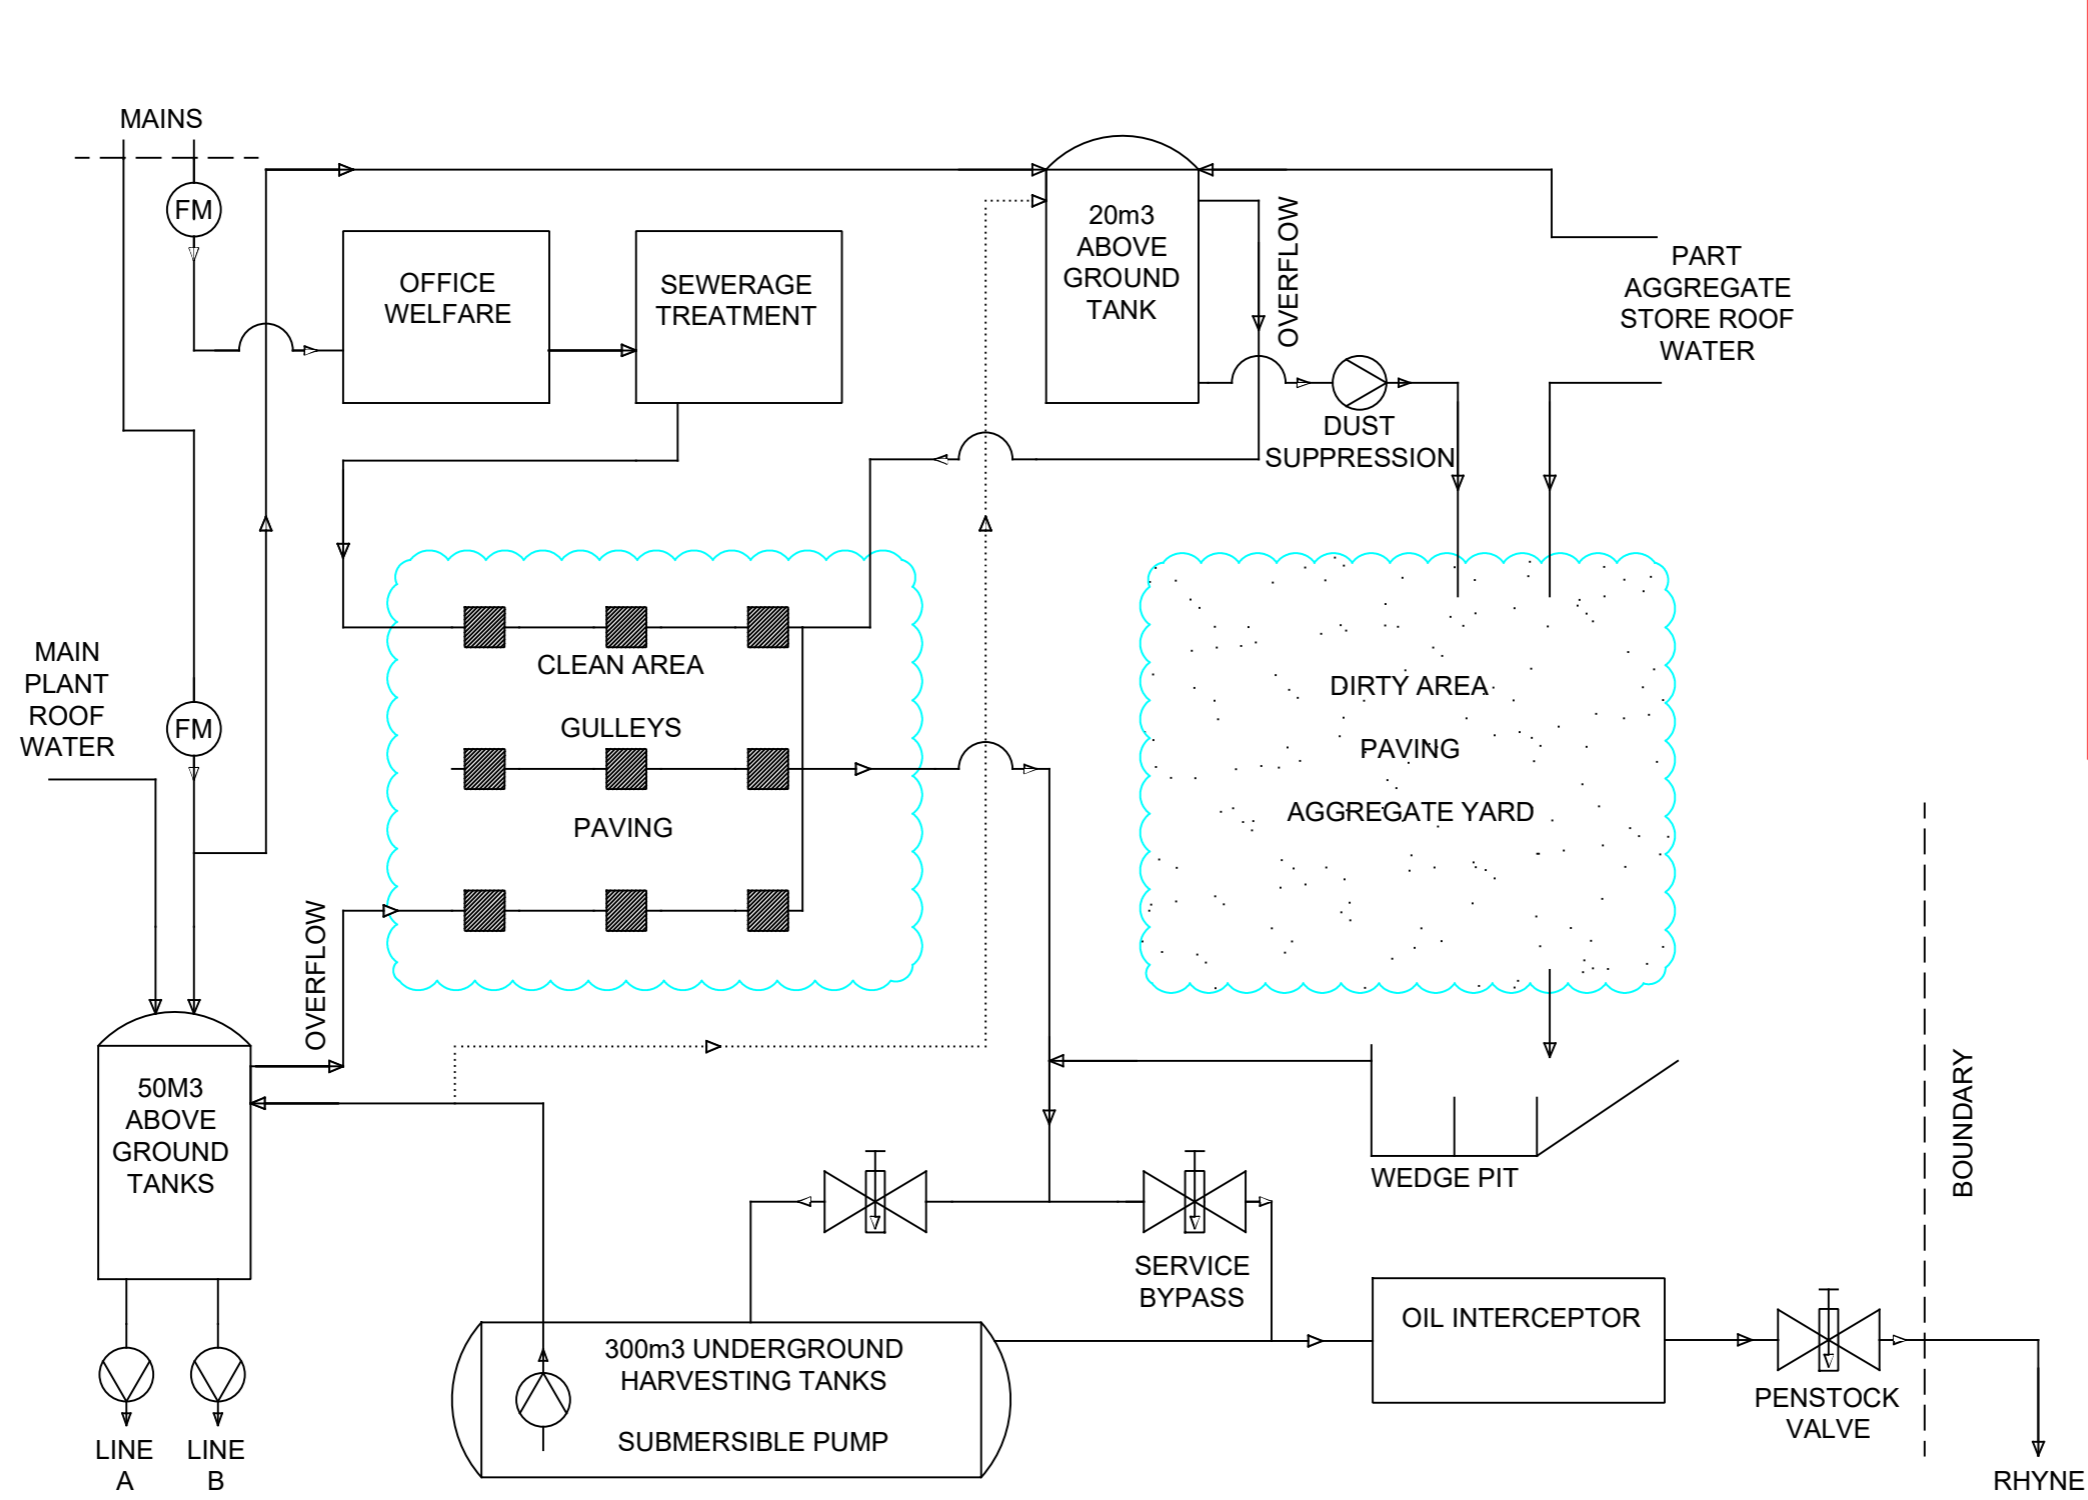 MAINS
FM
OFFICE
WELFARE
SEWERAGE
TREATMENT
20m3
ABOVE
GROUND
TANK
OVERFLOW
PART
AGGREGATE
STORE ROOF
WATER
DUST
SUPPRESSION
MAIN
PLANT
ROOF
WATER
FM
CLEAN AREA
GULLEYS
PAVING
DIRTY AREA
PAVING
AGGREGATE YARD
OVERFLOW
50M3
ABOVE
GROUND
TANKS
WEDGE PIT
BOUNDARY
SERVICE
BYPASS
OIL INTERCEPTOR
PENSTOCK
VALVE
300m3 UNDERGROUND
HARVESTING TANKS
SUBMERSIBLE PUMP
LINE
A
LINE
B
RHYNE